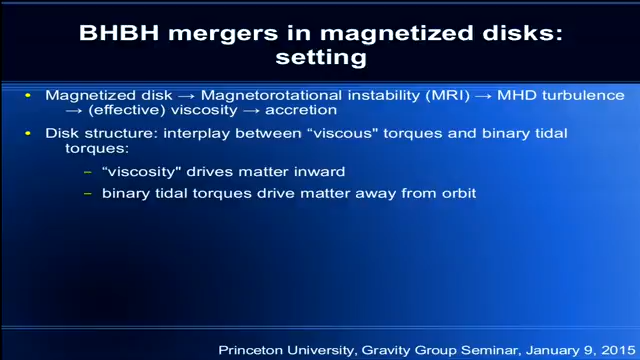 BHBH mergers in magnetized disks:
setting
• Magnetized disk → Magnetorotational instability (MRI) → MHD turbulence
→ (effective) viscosity → accretion
• Disk structure: interplay between “viscous" torques and binary tidal
torques:
– “viscosity" drives matter inward
– binary tidal torques drive matter away from orbit
Princeton University, Gravity Group Seminar, January 9, 2015